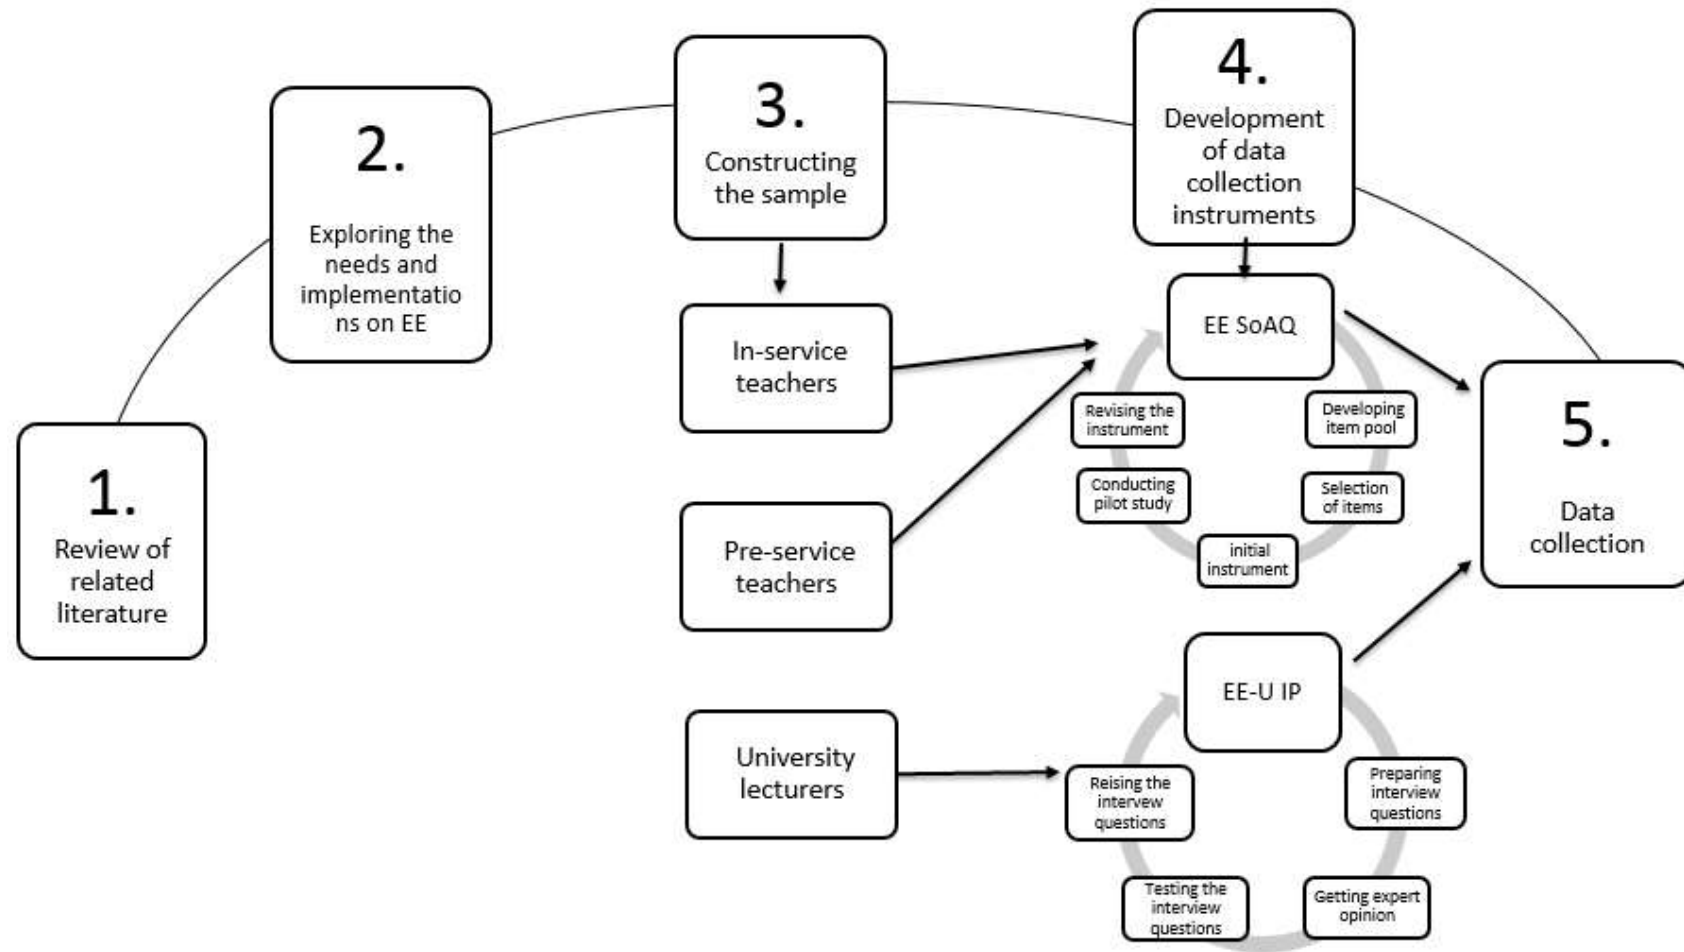 1.
Review of
related
literature
2.
Exploring the
needs and
implementatio
ns on EE
3.
Constructing
the sample
In-service
teachers
Pre-service
teachers
University
lecturers
4.
Development
of data
collection
instruments
EE SoAQ
Developing
item pool
Selection
of items
initial
instrument
Conducting
pilot study
Revising the
instrument
EE-U IP
Preparing
interview
questions
Getting expert
opinion
Testing the
interview
questions
Reising the
intervew
questions
5.
Data
collection